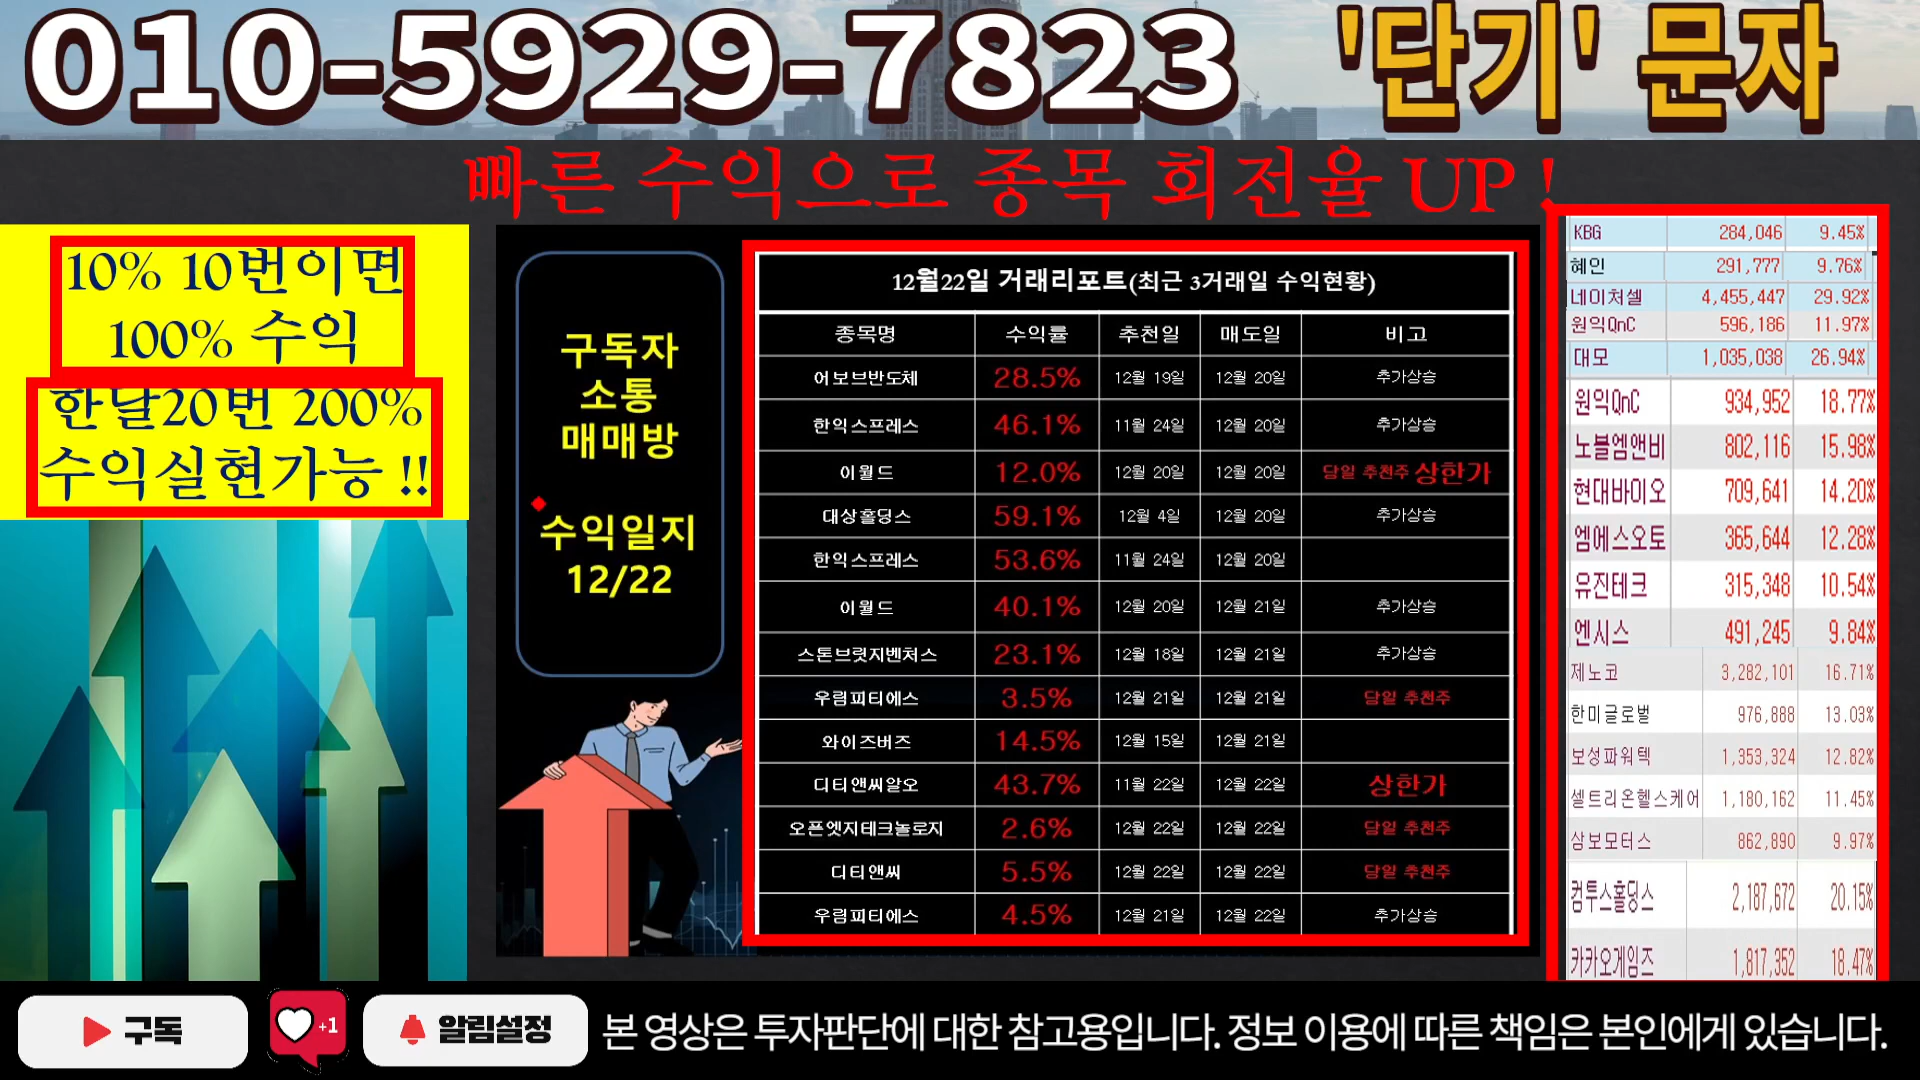 010-5929-7823 '단기' 문자
빠른 수익으로 종목 회전율 UP !
10% 10번이면
100% 수익
한달20번 200%
수익실현가능 !!
구독자
소통
매매방
수익일지
12/22
12월22일 거래리포트(최근 3거래일 수익현황)
종목명 수익률 추천일 매도일 비고
어보브반도체 28.5% 12월 19일 12월 20일 추가상승
한익스프레스 46.1% 11월 24일 12월 20일 추가상승
이월드 12.0% 12월 20일 12월 20일 당일 추천주 상한가
대상홀딩스 59.1% 12월 4일 12월 20일 추가상승
한익스프레스 53.6% 11월 24일 12월 20일
이월드 40.1% 12월 20일 12월 21일 추가상승
스톤브릿지벤처스 23.1% 12월 18일 12월 21일 추가상승
우림피티에스 3.5% 12월 21일 12월 21일 당일 추천주
와이즈버즈 14.5% 12월 15일 12월 21일
디티앤씨알오 43.7% 11월 22일 12월 22일 상한가
오픈엣지테크놀로지 2.6% 12월 22일 12월 22일 당일 추천주
디티앤씨 5.5% 12월 22일 12월 22일 당일 추천주
우림피티에스 4.5% 12월 21일 12월 22일 추가상승
KBG 284,046 9.45%
혜인 291,777 9.76%
네이처셀 4,455,447 29.92%
원익QnC 596,186 11.97%
대모 1,035,038 26.94%
원익QnC 934,952 18.77%
노블엠앤비 802,116 15.98%
현대바이오 709,641 14.20%
엠에스오토 365,644 12.28%
유진테크 315,348 10.54%
엔시스 491,245 9.84%
제노코 3,282,101 16.71%
한미글로벌 976,888 13.03%
보성파워텍 1,353,324 12.82%
셀트리온헬스케어 1,180,162 11.45%
상보모터스 862,890 9.97%
컴투스홀딩스 2,187,672 20.15%
카카오게임즈 1,817,352 18.47%
구독 +1 알림설정 본 영상은 투자판단에 대한 참고용입니다. 정보 이용에 따른 책임은 본인에게 있습니다.